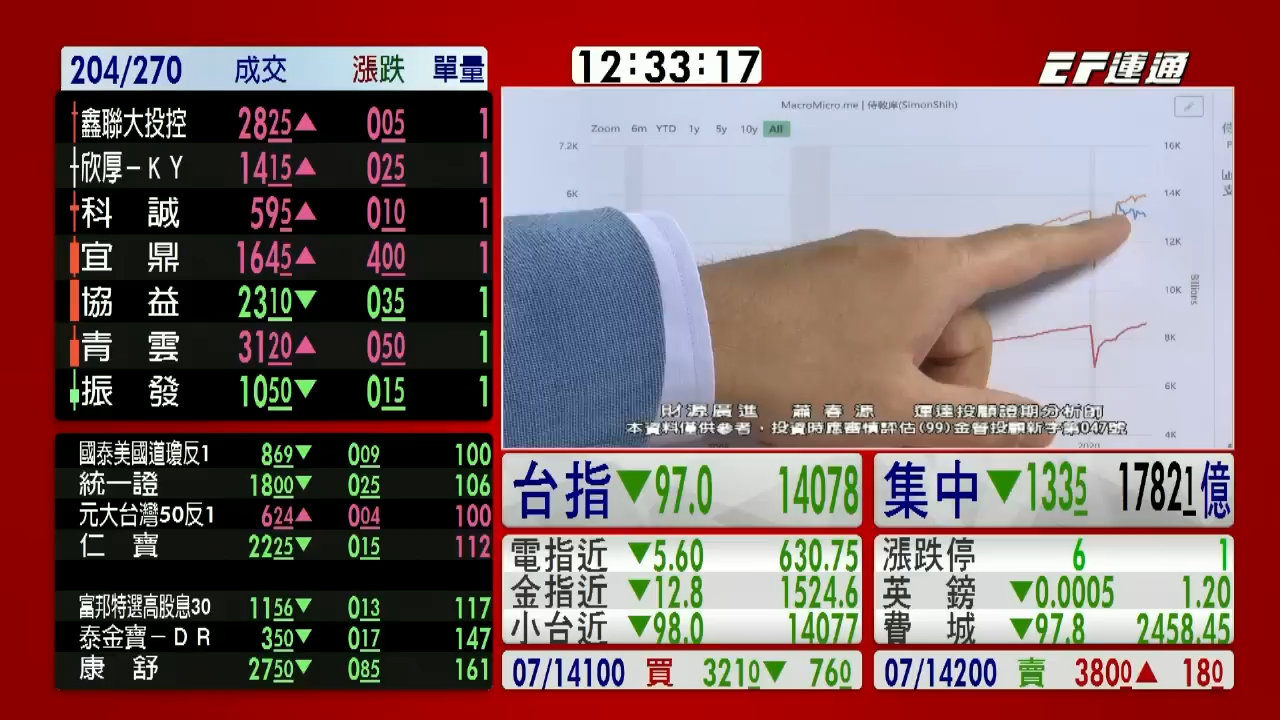 204/270 成交 漲跌 單量
鑫聯大投控 2825▲ 005 1
欣厚-KY 1415▲ 025 1
科誠 595▲ 010 1
宜鼎 1645▲ 400 1
協益 2310▼ 035 1
青雲 3120▲ 050 1
振發 1050▼ 015 1
國泰美國道瓊反1 869▼ 009 100
統一證 1800▼ 025 106
元大台灣50反1 624▲ 004 100
仁寶 2225▼ 015 112
富邦特選高股息30 1156▼ 013 117
泰金寶-DR 350▼ 017 147
康舒 2750▼ 085 161
12:33:17
EF運通
MacroMicro.me | 侍敦岸(SimonShih)
Zoom 6m YTD 1y 5y 10y All
7.2K 16K
6K 14K
12K
10K
Billions
8K
6K
4K
2020
財源廣進 蕭春源 運達投顧證期分析師
本資料僅供參考，投資時應審慎評估(99)金管投顧新字第047號
台指▼97.0 14078
電指近 ▼5.60 630.75
金指近 ▼12.8 1524.6
小台近 ▼98.0 14077
07/14100 買 3210▼ 760
集中▼1335 17821億
漲跌停 6 1
英鎊 ▼0.0005 1.20
費城 ▼97.8 2458.45
07/14200 賣 3800▲ 180